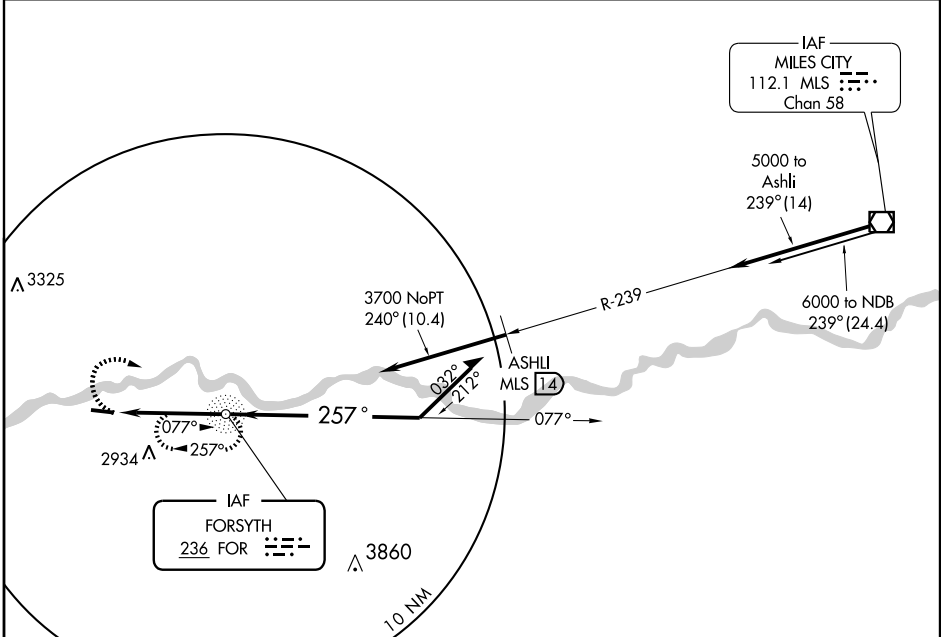 IAF
MILES CITY
112.1 MLS
Chan 58
5000 to
Ashli
239° (14)
6000 to NDB
239° (24.4)
R-239
3700 NoPT
240° (10.4)
ASHLI
MLS 14
032°
212°
077°
257°
077°
257°
3325
2934
3860
IAF
FORSYTH
236 FOR
10 NM